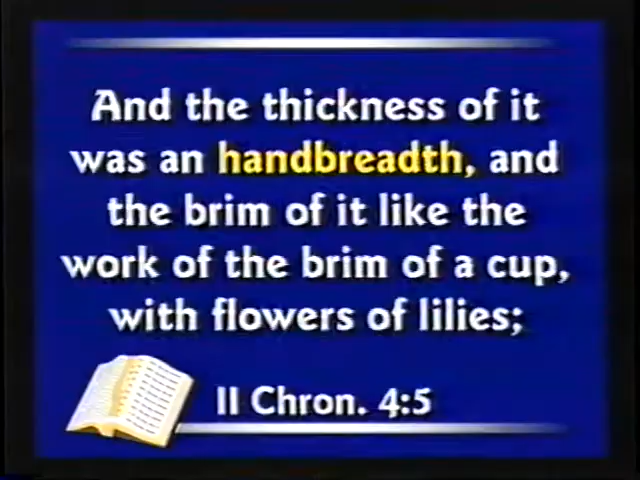 And the thickness of it
was an handbreadth, and
the brim of it like the
work of the brim of a cup,
with flowers of lilies;
II Chron. 4:5